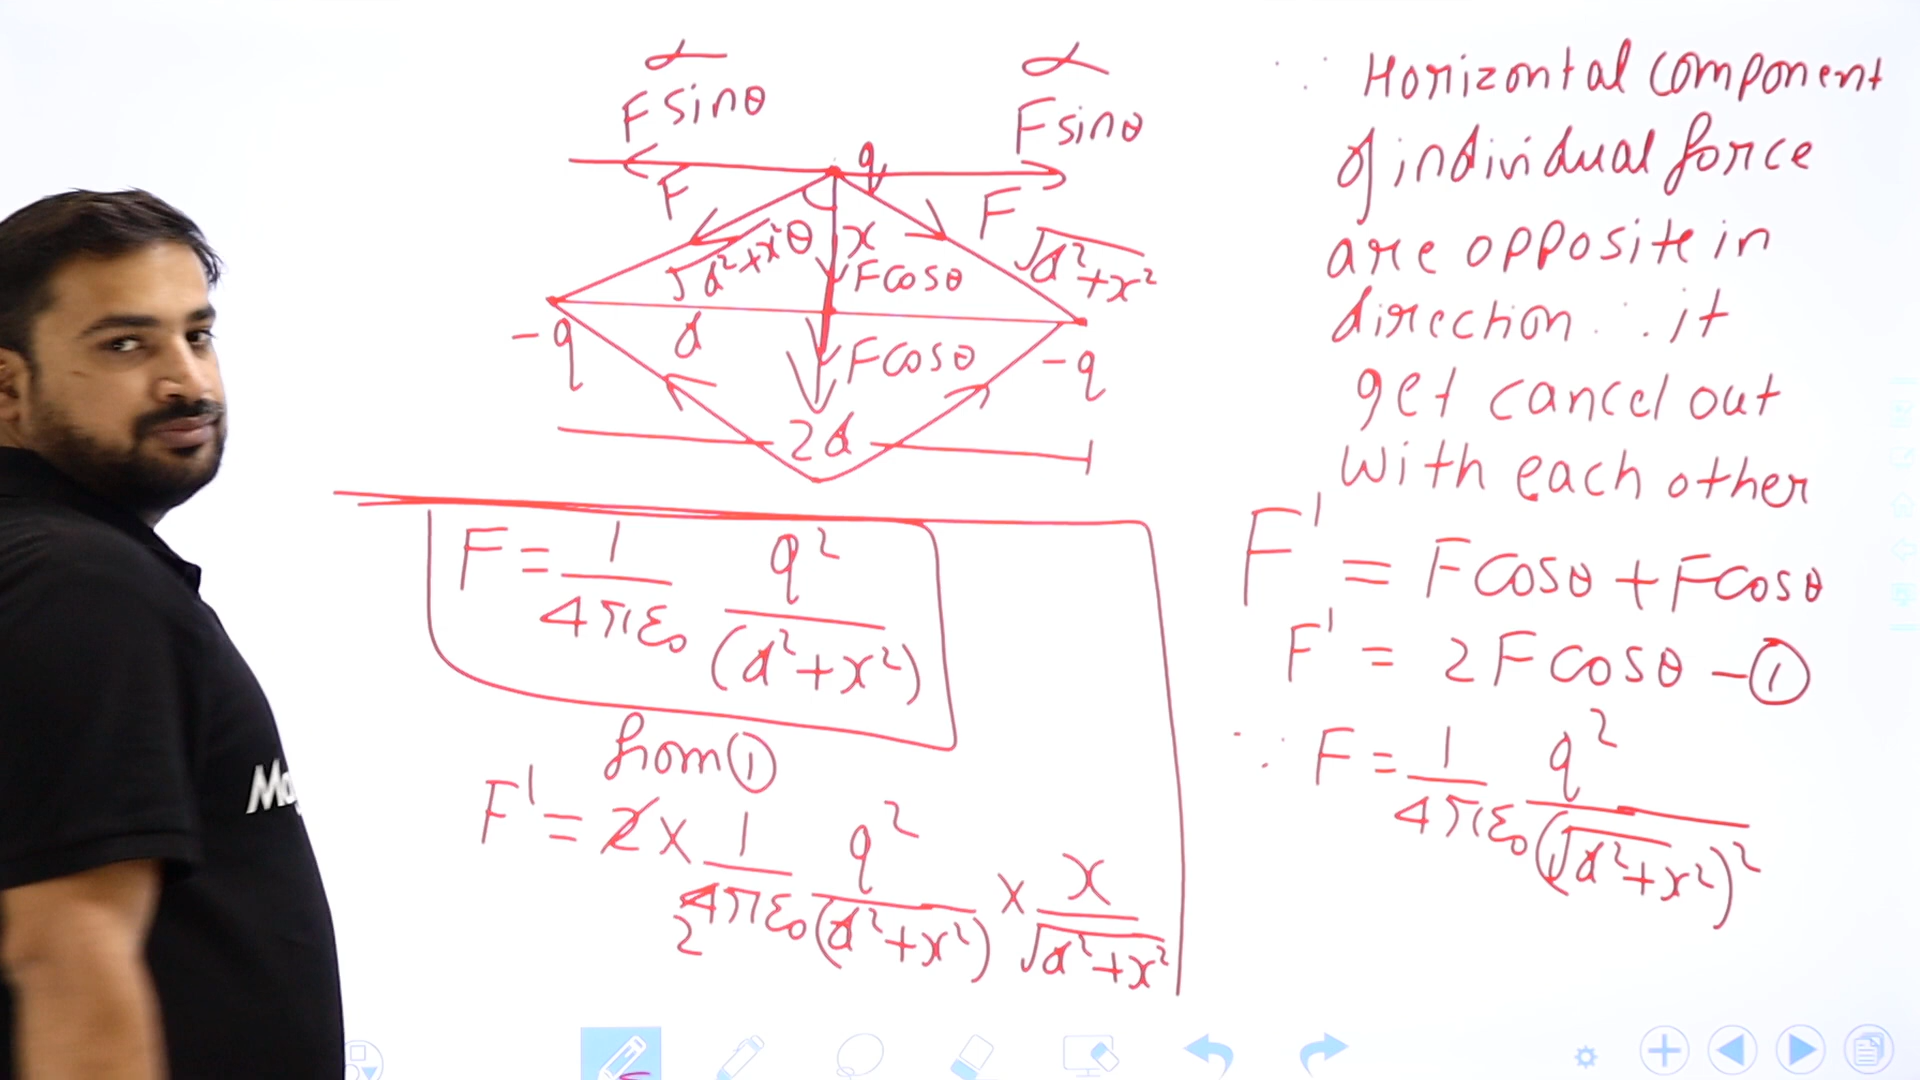 α α
F sinθ F sinθ
q
F F
√d²+x² θ x √d²+x²
F cosθ
-q d F cosθ -q
2d
F = 1/4πε₀ q²/(d²+x²)
from ①
F' = 2 × 1/4πε₀ q²/(d²+x²) × x/√d²+x²
2
∵ Horizontal component
of individual force
are opposite in
direction ∴ it
get cancel out
with each other
F' = F cosθ + F cosθ
F' = 2 F cosθ - ①
∵ F = 1/4πε₀ q²/(√d²+x²)²